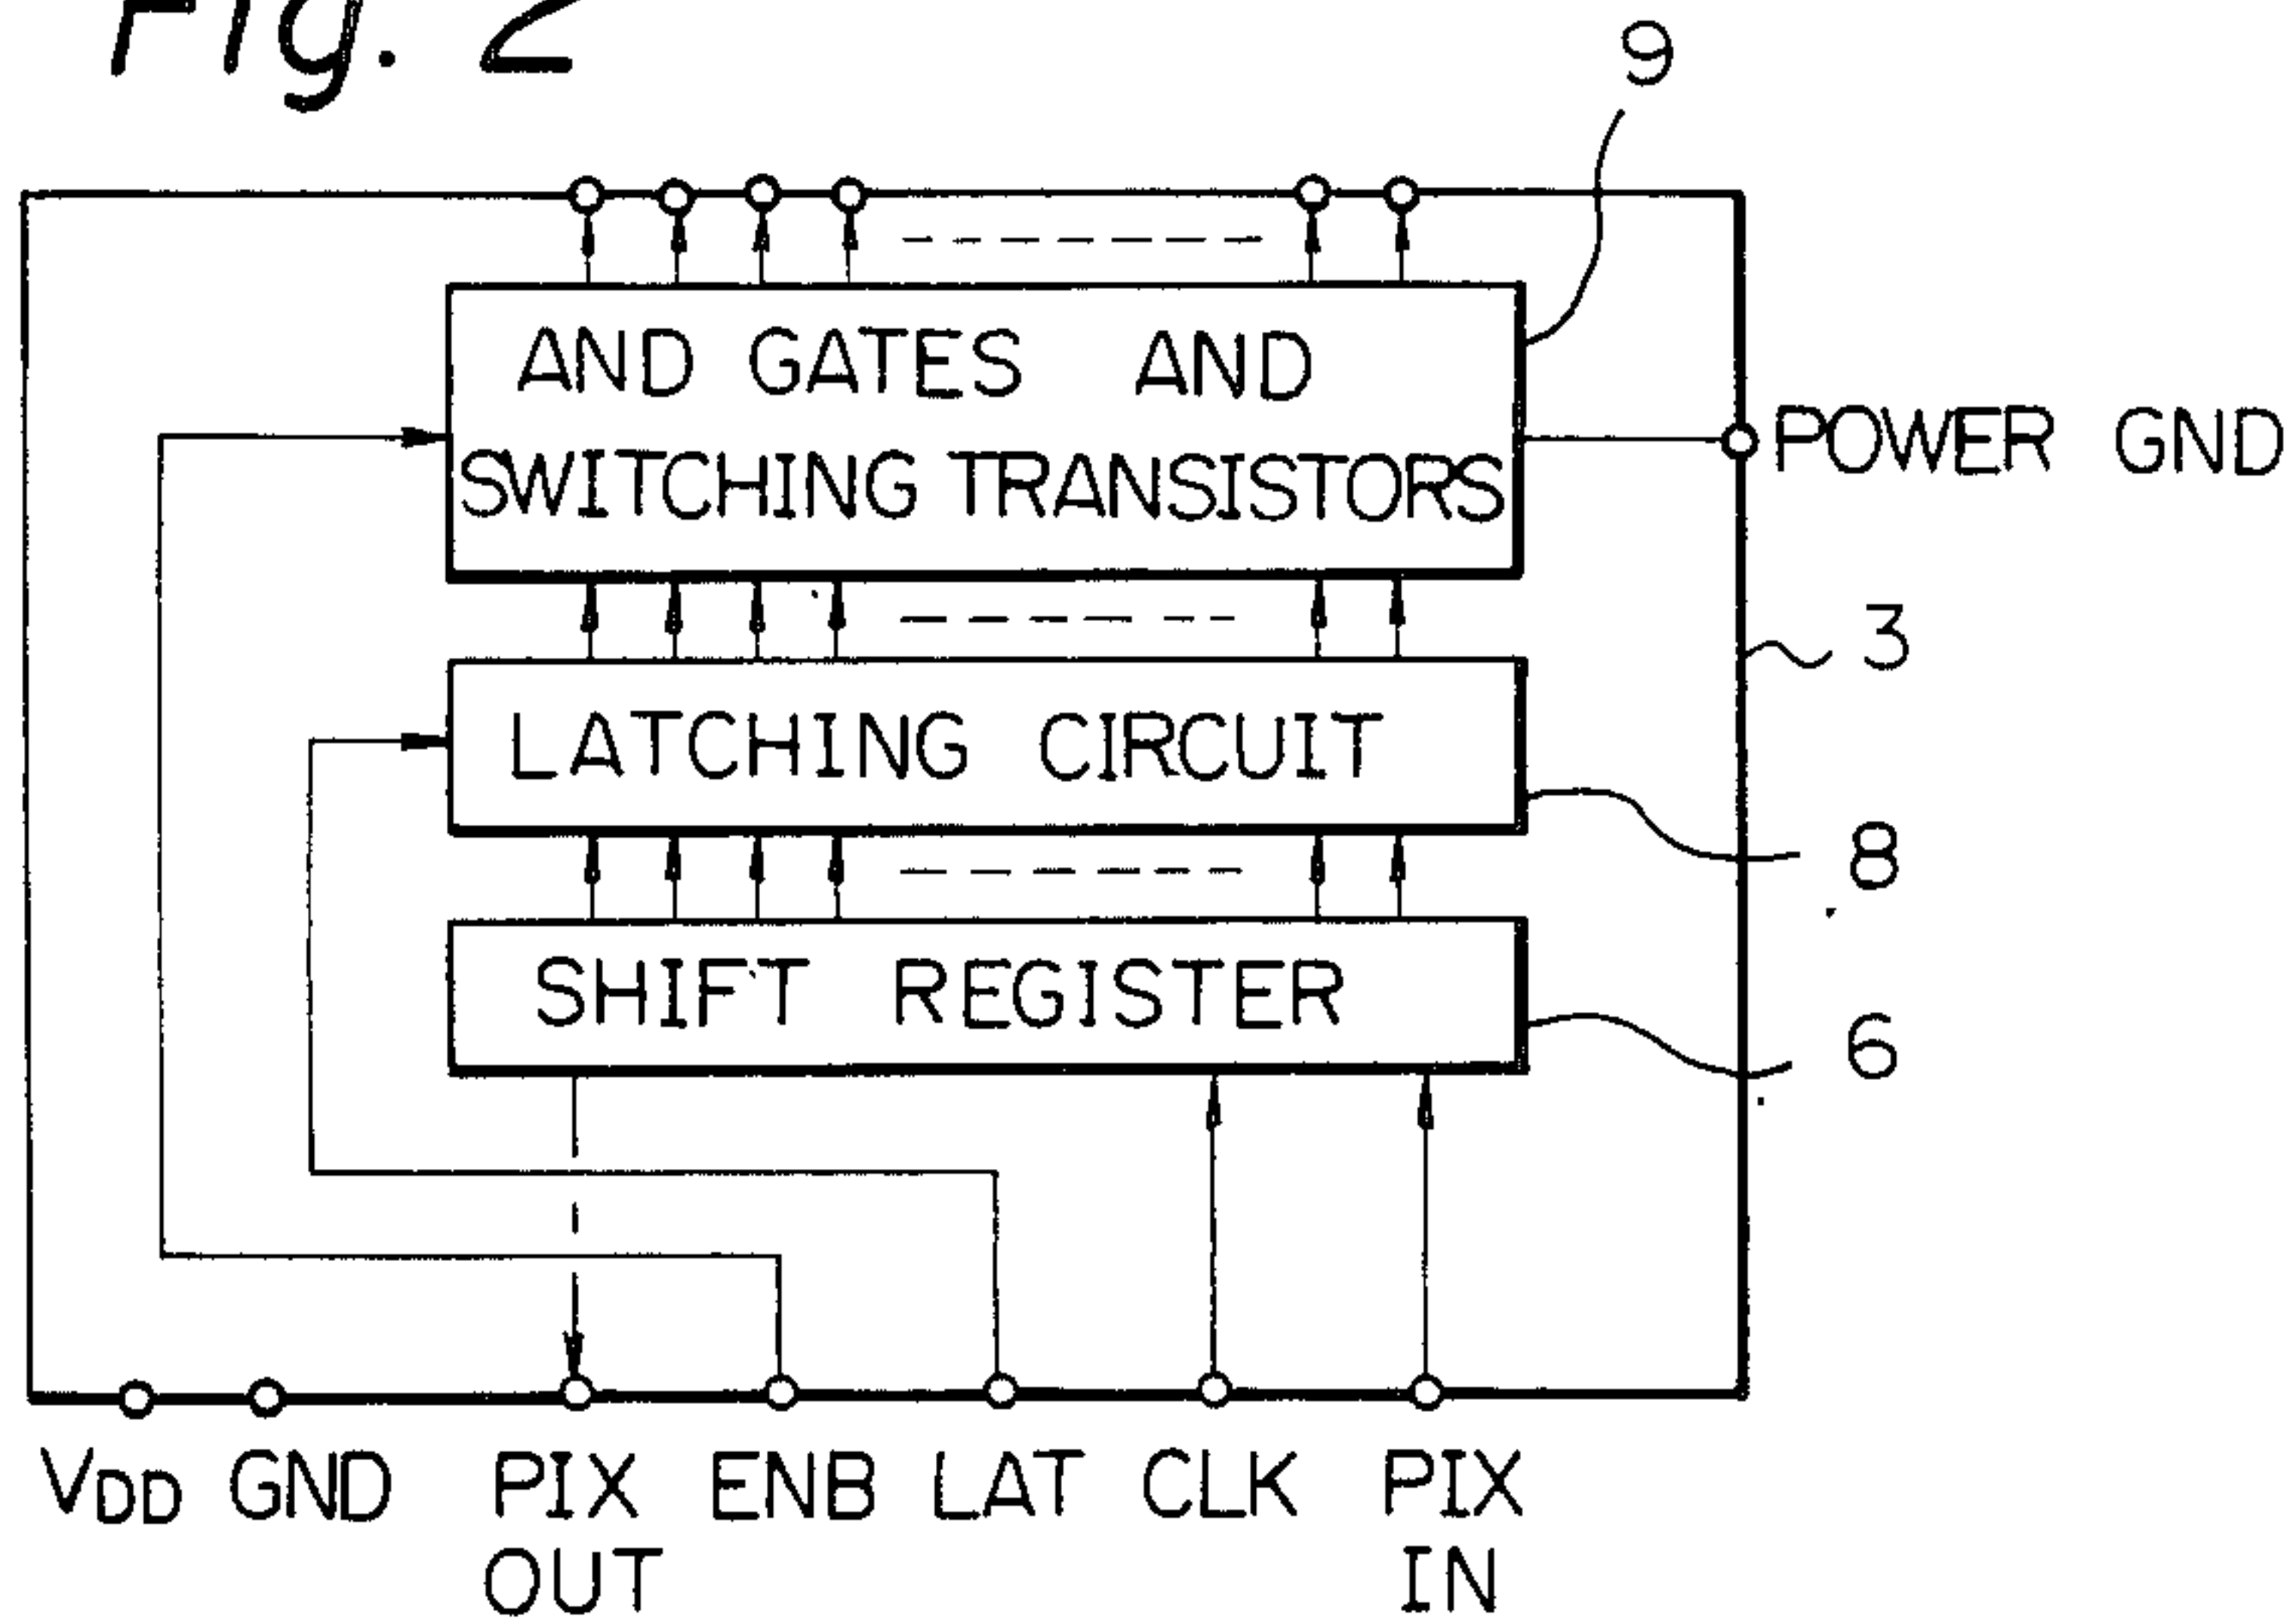 Fig. 2
9
AND GATES AND
SWITCHING TRANSISTORS
POWER GND
3
LATCHING CIRCUIT
8
SHIFT REGISTER
6
VDD GND PIX ENB LAT CLK PIX
OUT IN